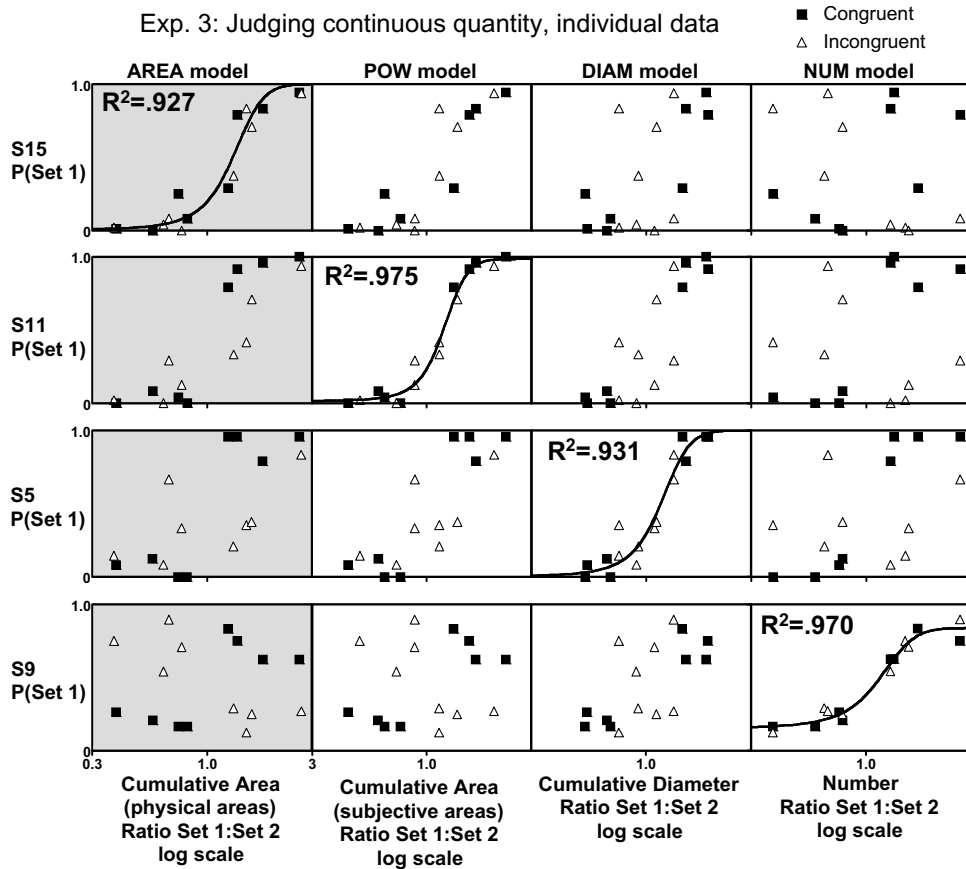 Exp. 3: Judging continuous quantity, individual data
Congruent
Incongruent
AREA model
POW model
DIAM model
NUM model
1.0
R²=.927
S15
P(Set 1)
0
1.0
R²=.975
S11
P(Set 1)
0
1.0
R²=.931
S5
P(Set 1)
0
1.0
R²=.970
S9
P(Set 1)
0
0.3
1.0
3
1.0
1.0
1.0
Cumulative Area
(physical areas)
Ratio Set 1:Set 2
log scale
Cumulative Area
(subjective areas)
Ratio Set 1:Set 2
log scale
Cumulative Diameter
Ratio Set 1:Set 2
log scale
Number
Ratio Set 1:Set 2
log scale